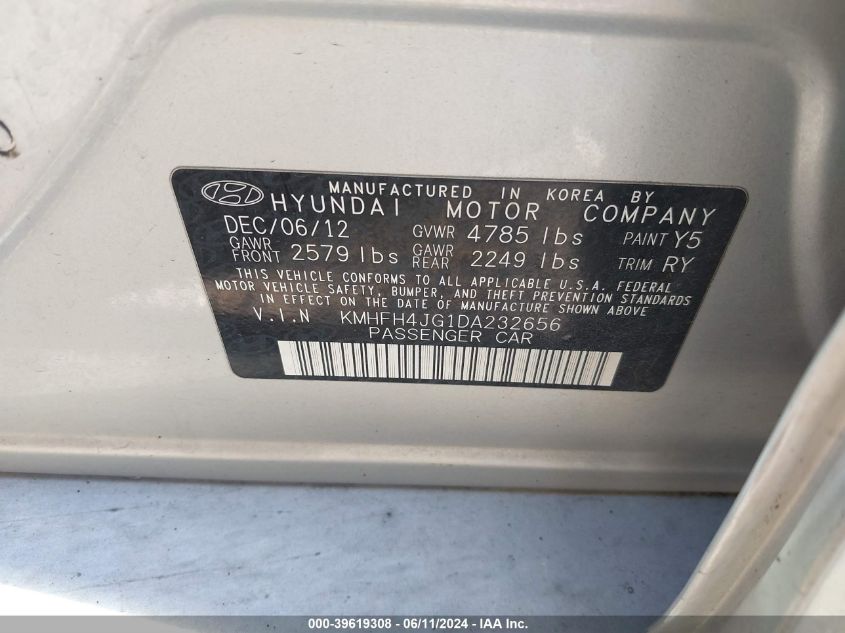 MANUFACTURED IN KOREA BY
HYUNDAI MOTOR COMPANY
DEC/06/12 GVWR 4785 lbs PAINT Y5
GAWR FRONT 2579 lbs GAWR REAR 2249 lbs TRIM RY
THIS VEHICLE CONFORMS TO ALL APPLICABLE U.S.A. FEDERAL
MOTOR VEHICLE SAFETY, BUMPER, AND THEFT PREVENTION STANDARDS
IN EFFECT ON THE DATE OF MANUFACTURE SHOWN ABOVE
V.I.N KMHFH4JG1DA232656
PASSENGER CAR
000-39619308 - 06/11/2024 - IAAI.com